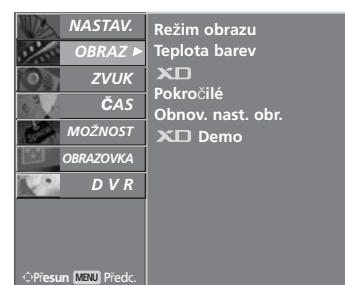 NASTAV.
OBRAZ ►
ZVUK
ČAS
MOŽNOST
OBRAZOVKA
D V R
Režim obrazu
Teplota barev
XD
Pokročilé
Obnov. nast. obr.
XD Demo
Přesun MENU Předc.